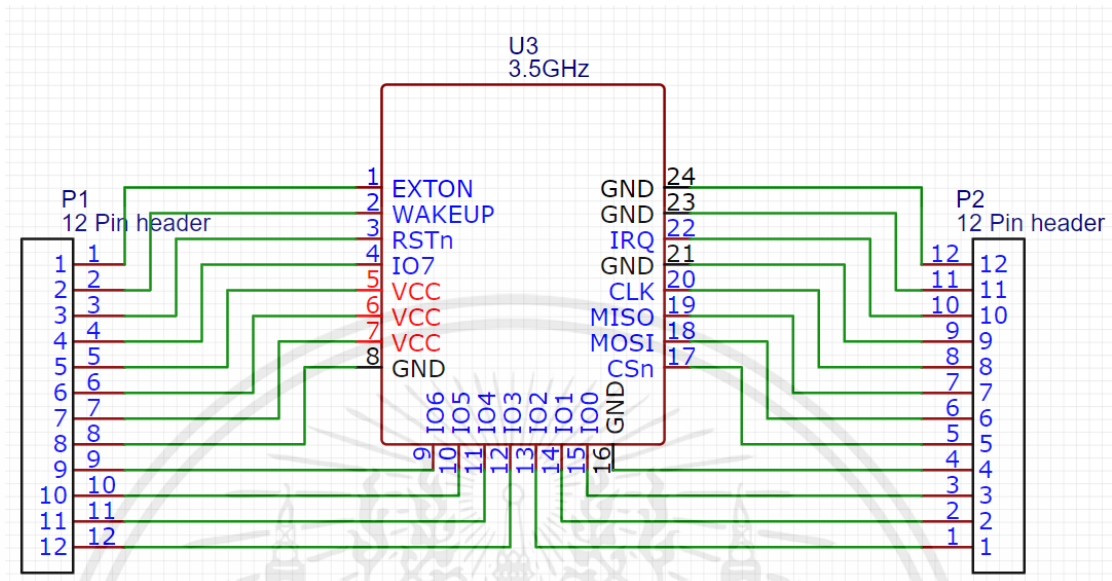 U3
3.5GHz
P1
12 Pin header
1 1
2 2
3 3
4 4
5 5
6 6
7 7
8 8
9 9
10 10
11 11
12 12
1 EXTON
2 WAKEUP
3 RSTn
4 IO7
5 VCC
6 VCC
7 VCC
8 GND
GND 24
GND 23
IRQ 22
GND 21
CLK 20
MISO 19
MOSI 18
CSn 17
IO6 9
IO5 10
IO4 11
IO3 12
IO2 13
IO1 14
IO0 15
GND 16
P2
12 Pin header
12 12
11 11
10 10
9 9
8 8
7 7
6 6
5 5
4 4
3 3
2 2
1 1